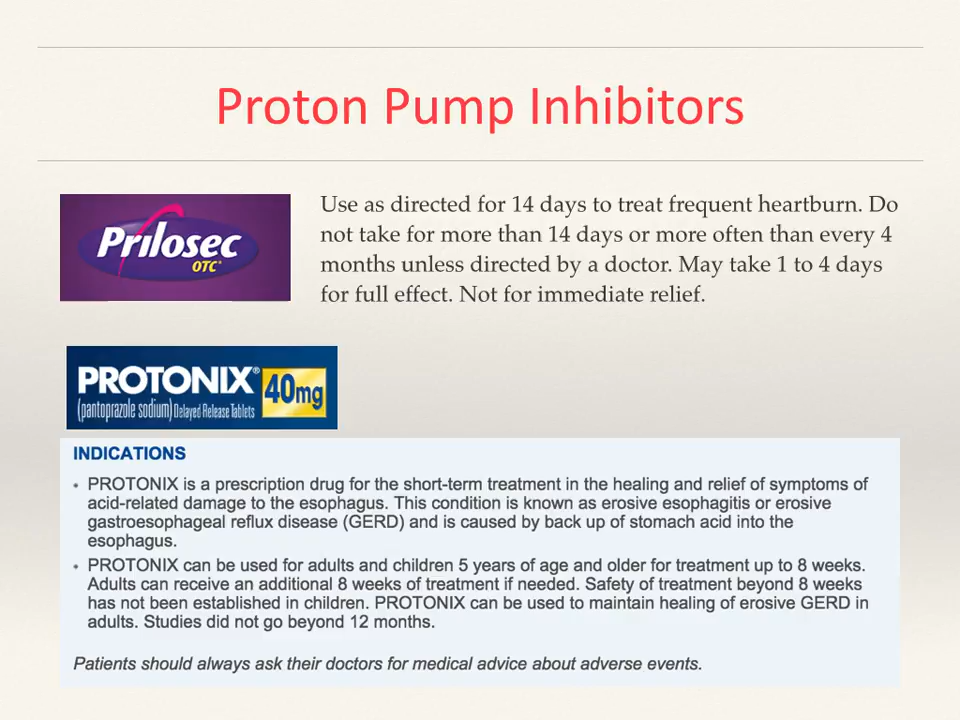 Proton Pump Inhibitors
Prilosec
OTC®
Use as directed for 14 days to treat frequent heartburn. Do
not take for more than 14 days or more often than every 4
months unless directed by a doctor. May take 1 to 4 days
for full effect. Not for immediate relief.
PROTONIX® 40mg
(pantoprazole sodium) Delayed Release Tablets
INDICATIONS
• PROTONIX is a prescription drug for the short-term treatment in the healing and relief of symptoms of
acid-related damage to the esophagus. This condition is known as erosive esophagitis or erosive
gastroesophageal reflux disease (GERD) and is caused by back up of stomach acid into the
esophagus.
• PROTONIX can be used for adults and children 5 years of age and older for treatment up to 8 weeks.
Adults can receive an additional 8 weeks of treatment if needed. Safety of treatment beyond 8 weeks
has not been established in children. PROTONIX can be used to maintain healing of erosive GERD in
adults. Studies did not go beyond 12 months.
Patients should always ask their doctors for medical advice about adverse events.